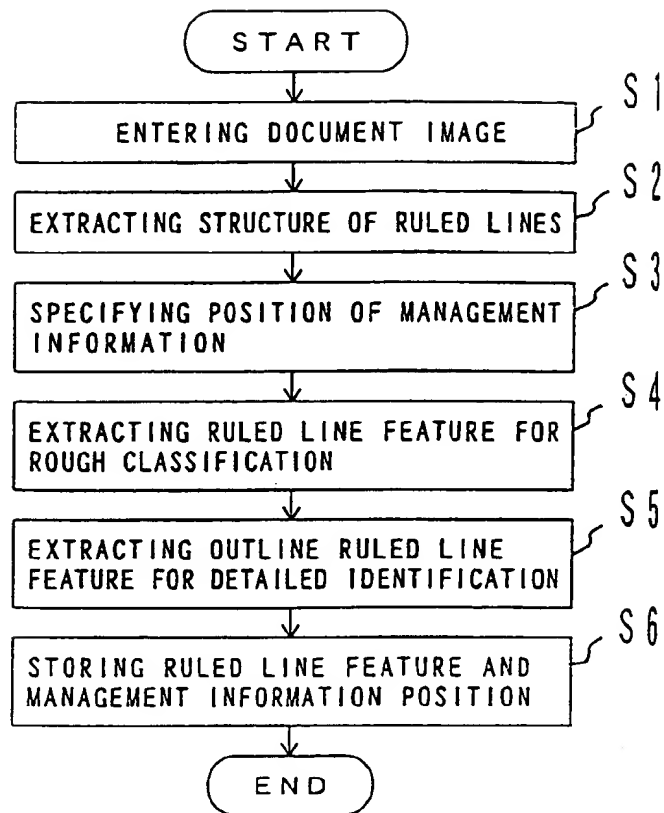 START
S1
ENTERING DOCUMENT IMAGE
S2
EXTRACTING STRUCTURE OF RULED LINES
S3
SPECIFYING POSITION OF MANAGEMENT
INFORMATION
S4
EXTRACTING RULED LINE FEATURE FOR
ROUGH CLASSIFICATION
S5
EXTRACTING OUTLINE RULED LINE
FEATURE FOR DETAILED IDENTIFICATION
S6
STORING RULED LINE FEATURE AND
MANAGEMENT INFORMATION POSITION
END